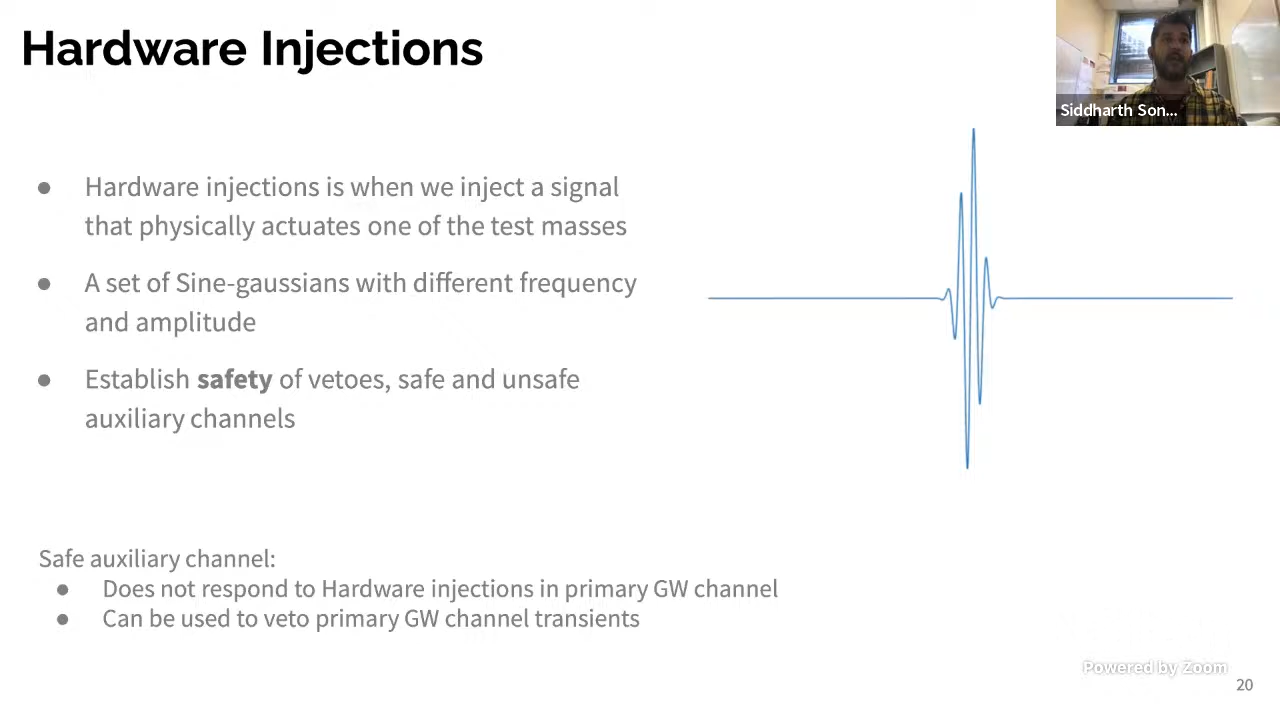 Hardware Injections
Siddharth Son...
● Hardware injections is when we inject a signal
that physically actuates one of the test masses
● A set of Sine-gaussians with different frequency
and amplitude
● Establish safety of vetoes, safe and unsafe
auxiliary channels
Safe auxiliary channel:
● Does not respond to Hardware injections in primary GW channel
● Can be used to veto primary GW channel transients
Powered by Zoom
20